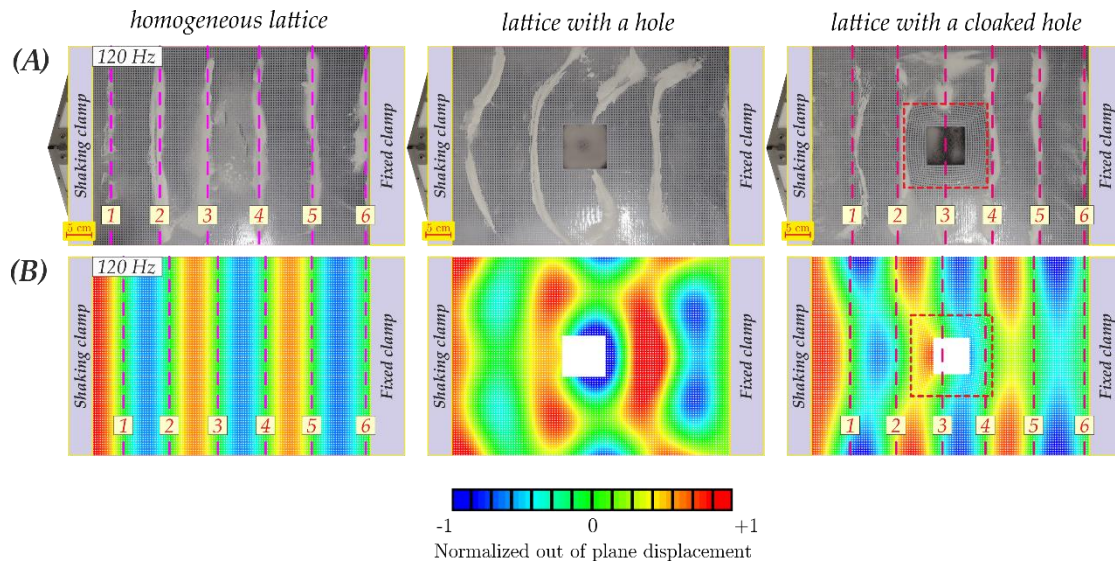 homogeneous lattice
lattice with a hole
lattice with a cloaked hole
(A)
120 Hz
Shaking clamp
Fixed clamp
1 2 3 4 5 6
5 cm
Shaking clamp
Fixed clamp
Shaking clamp
Fixed clamp
1 2 3 4 5 6
5 cm
(B)
120 Hz
Shaking clamp
Fixed clamp
1 2 3 4 5 6
Shaking clamp
Fixed clamp
Shaking clamp
Fixed clamp
1 2 3 4 5 6
-1 0 +1
Normalized out of plane displacement